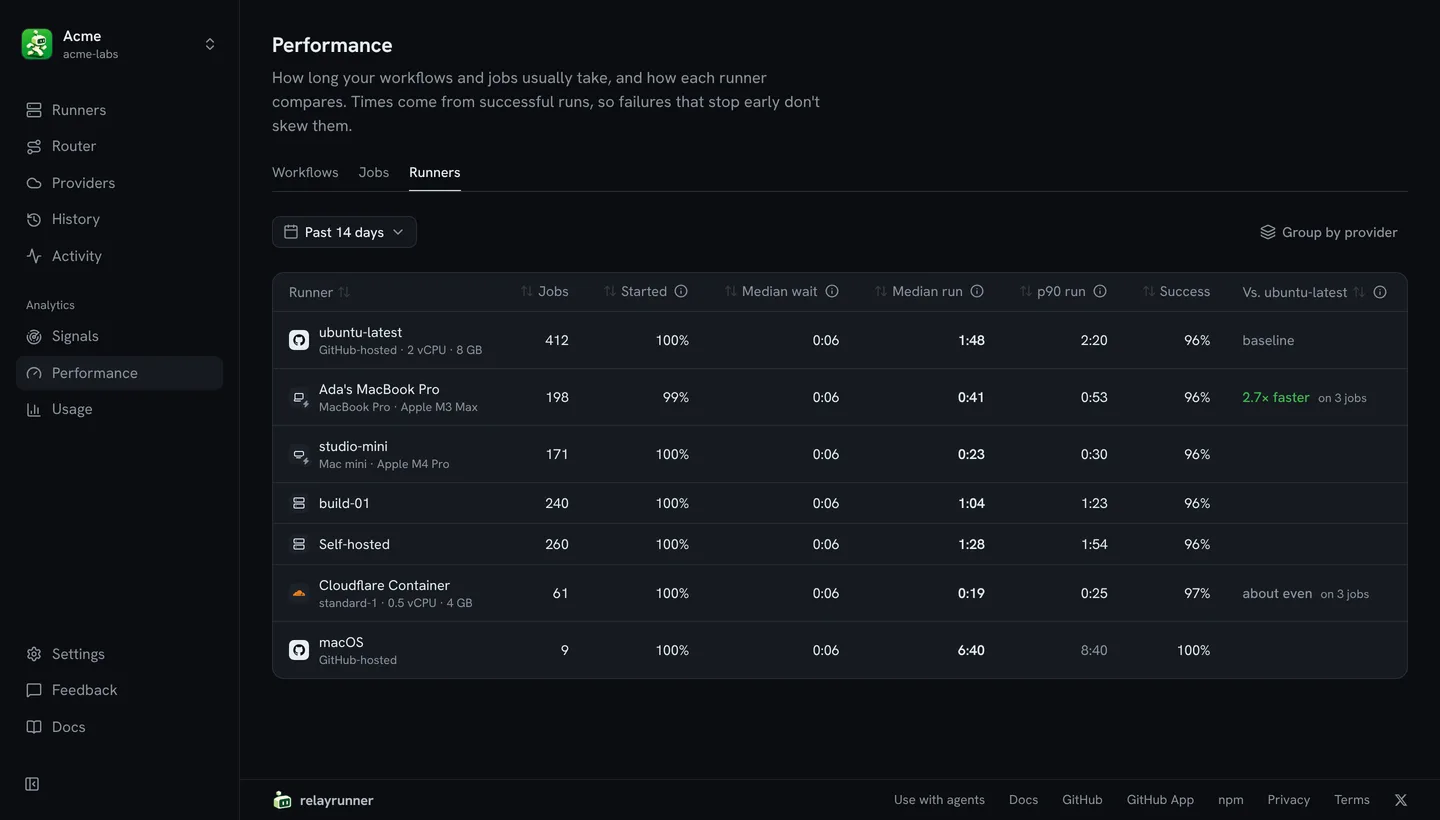 Acme
acme-labs
Runners
Router
Providers
History
Activity
Analytics
Signals
Performance
Usage
Settings
Feedback
Docs
Performance
How long your workflows and jobs usually take, and how each runner
compares. Times come from successful runs, so failures that stop early don't
skew them.
Workflows Jobs Runners
Past 14 days
Group by provider
Runner Jobs Started Median wait Median run p90 run Success Vs. ubuntu-latest
ubuntu-latest
GitHub-hosted · 2 vCPU · 8 GB
412 100% 0:06 1:48 2:20 96% baseline
Ada's MacBook Pro
MacBook Pro · Apple M3 Max
198 99% 0:06 0:41 0:53 96% 2.7× faster on 3 jobs
studio-mini
Mac mini · Apple M4 Pro
171 100% 0:06 0:23 0:30 96%
build-01 240 100% 0:06 1:04 1:23 96%
Self-hosted 260 100% 0:06 1:28 1:54 96%
Cloudflare Container
standard-1 · 0.5 vCPU · 4 GB
61 100% 0:06 0:19 0:25 97% about even on 3 jobs
macOS
GitHub-hosted
9 100% 0:06 6:40 8:40 100%
relayrunner
Use with agents Docs GitHub GitHub App npm Privacy Terms